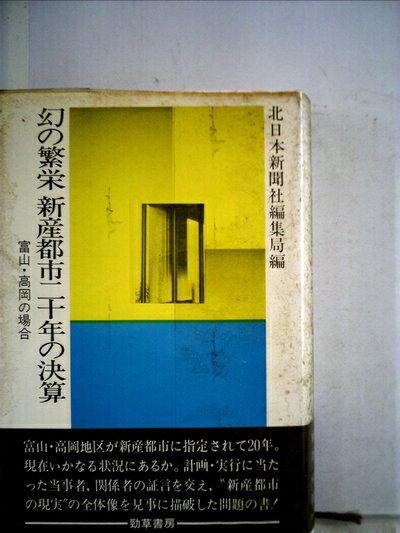 北日本新聞社編集局編
幻の繁栄 新産都市二十年の決算
富山・高岡の場合
富山・高岡地区が新産都市に指定されて20年。
現在いかなる状況にあるか。計画・実行に当た
った当事者, 関係者の証言を交え, “新産都市
の現実”の全体像を見事に描破した問題の書!
勁草書房